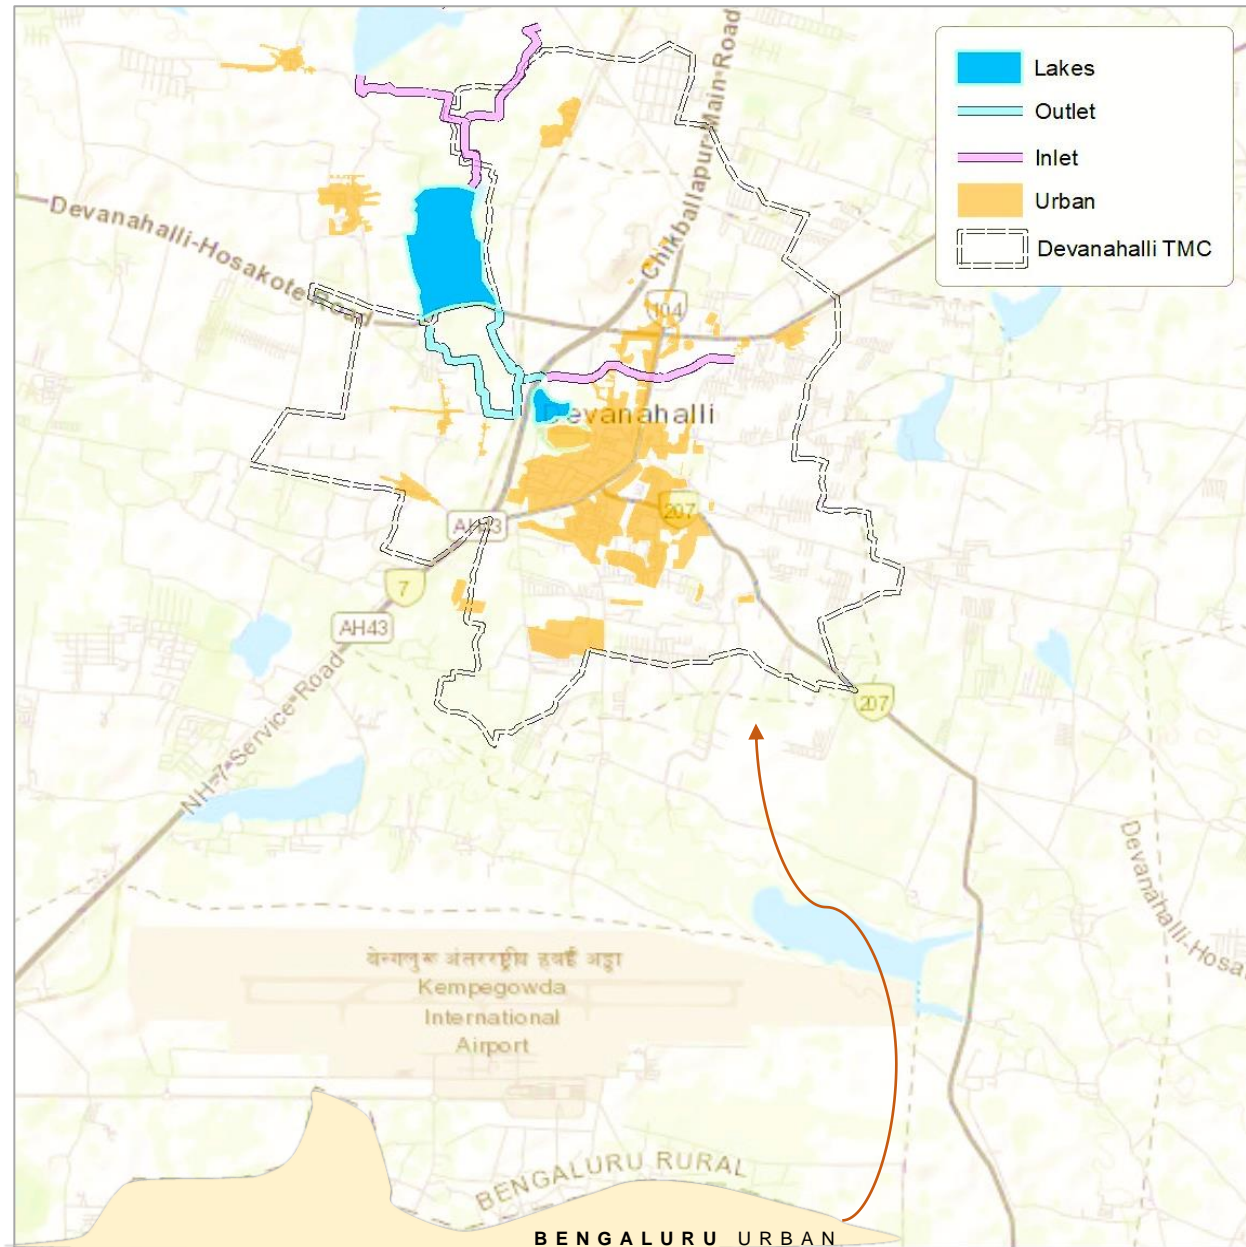 Lakes
Outlet
Inlet
Urban
Devanahalli TMC
Chikballapur-Main-Road
Devanahalli-Hosakote Road
104
Devanahalli
AH43
207
7
AH43
207
NH-7-Service-Road
Devanahalli-Hosa
बेन्गलुरू अंतरराष्ट्रीय हवाई अड्डा
Kempegowda
International
Airport
BENGALURU RURAL
BENGALURU URBAN